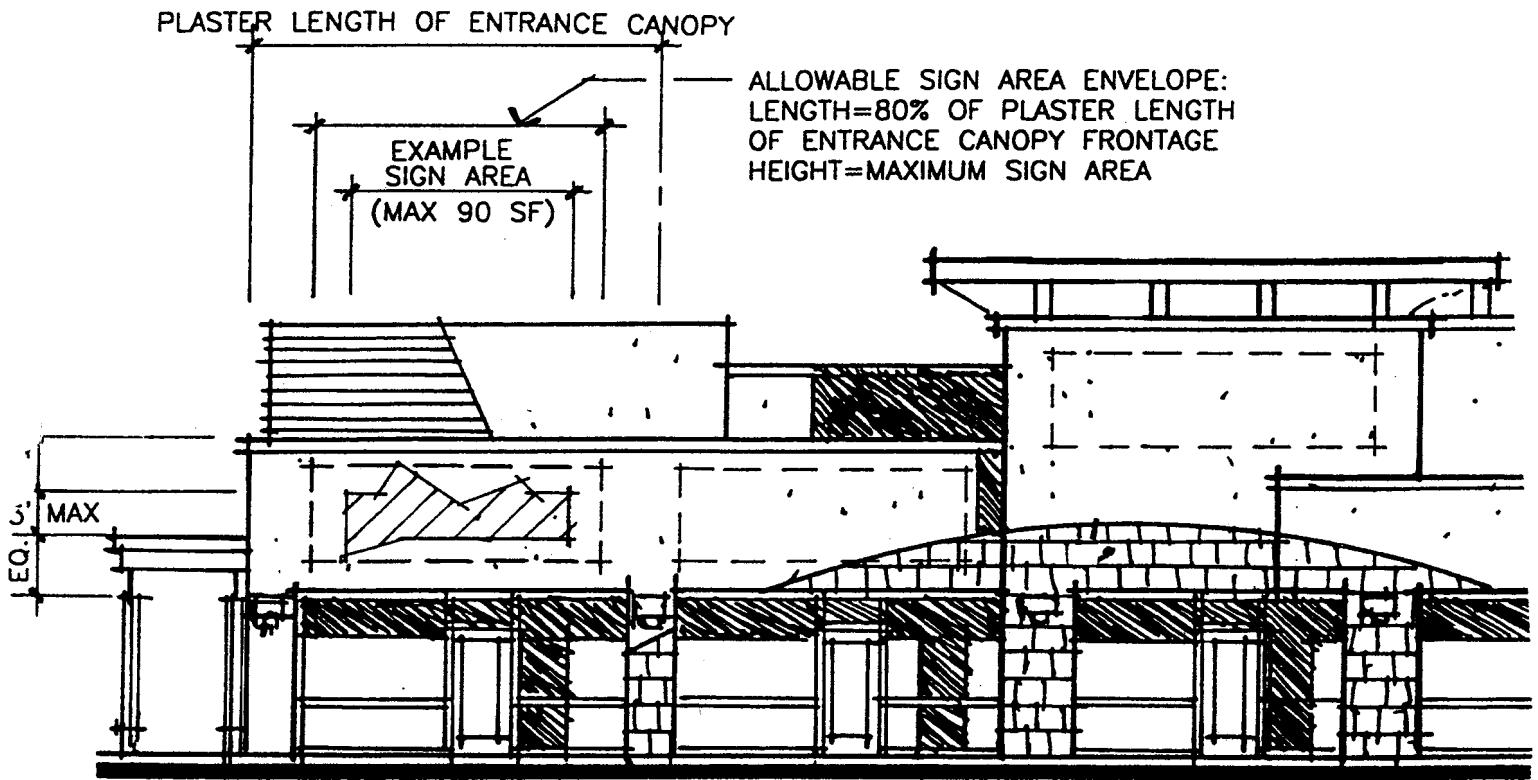 PLASTER LENGTH OF ENTRANCE CANOPY
ALLOWABLE SIGN AREA ENVELOPE:
LENGTH=80% OF PLASTER LENGTH
OF ENTRANCE CANOPY FRONTAGE
HEIGHT=MAXIMUM SIGN AREA
EXAMPLE
SIGN AREA
(MAX 90 SF)
3' MAX
EQ.